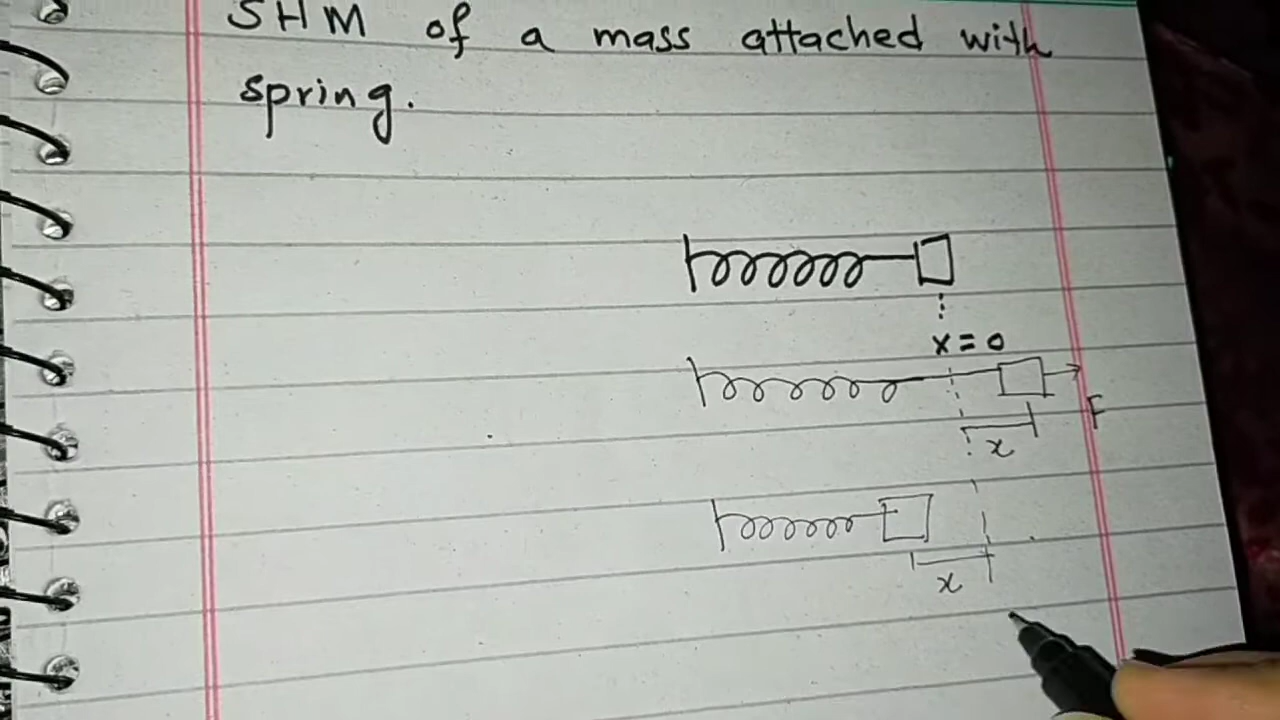 SHM of a mass attached with
spring.
x = 0
F
x
x